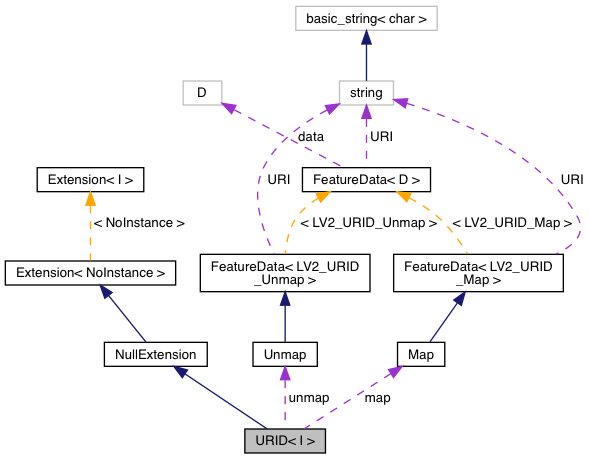 basic_string< char >
D
string
data
URI
Extension< I >
URI
FeatureData< D >
URI
< NoInstance >
< LV2_URID_Unmap >
< LV2_URID_Map >
Extension< NoInstance >
FeatureData< LV2_URID
_Unmap >
FeatureData< LV2_URID
_Map >
NullExtension
Unmap
Map
unmap
map
URID< I >